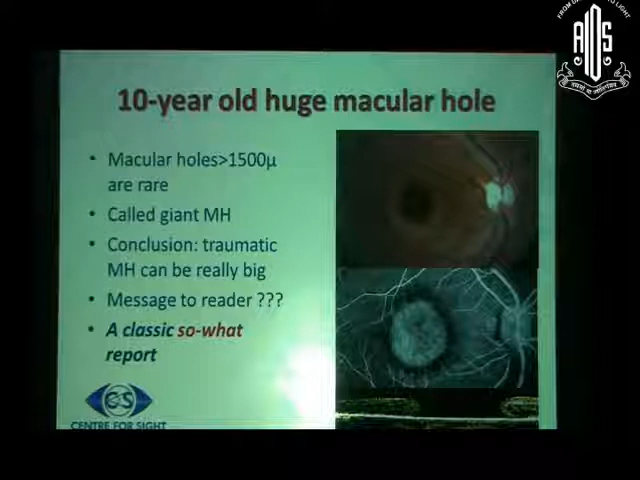 AIOS
10-year old huge macular hole
• Macular holes>1500µ
are rare
• Called giant MH
• Conclusion: traumatic
MH can be really big
• Message to reader ???
• A classic so-what
report
CS
CENTRE FOR SIGHT